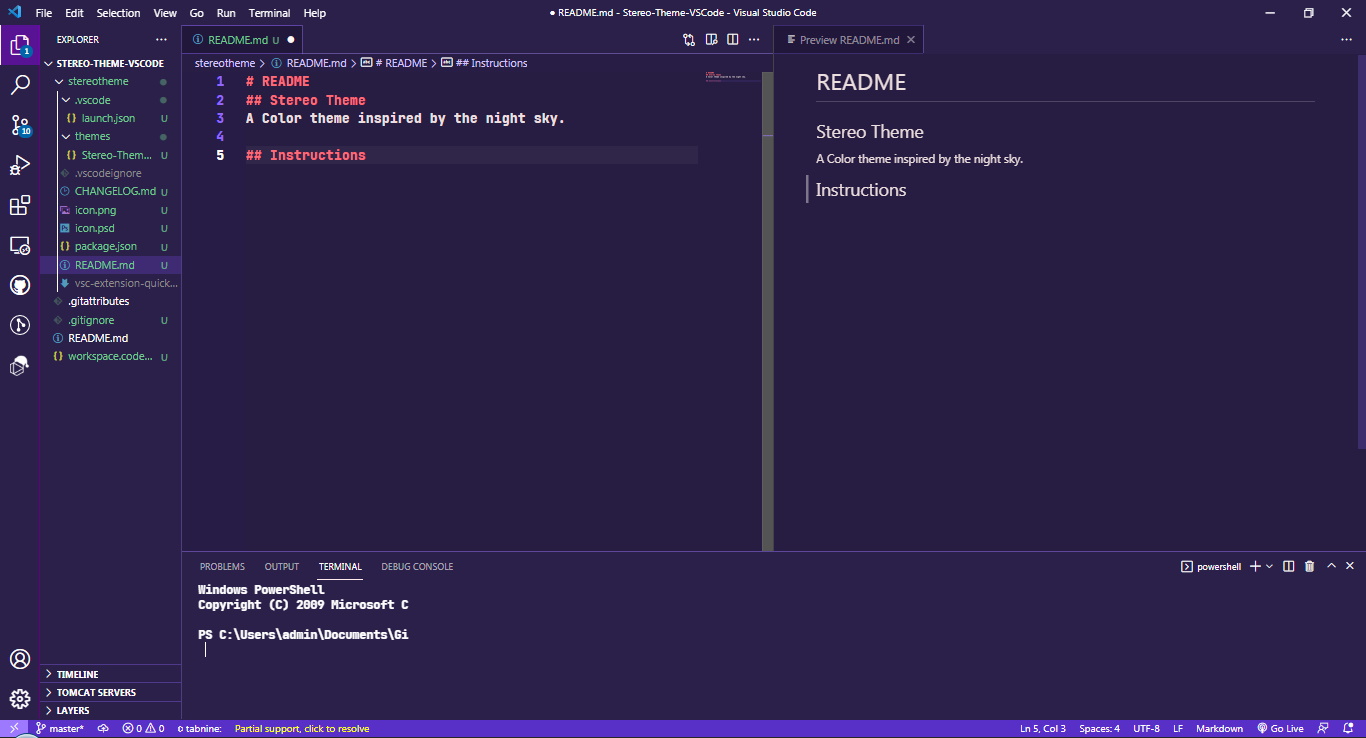 File Edit Selection View Go Run Terminal Help
● README.md - Stereo-Theme-VSCode - Visual Studio Code
EXPLORER
README.md U
Preview README.md
STEREO-THEME-VSCODE
stereotheme
.vscode
launch.json U
themes
Stereo-Them... U
.vscodeignore
CHANGELOG.md U
icon.png U
icon.psd U
package.json U
README.md U
vsc-extension-quick...
.gitattributes
.gitignore U
README.md
workspace.code... U
TIMELINE
TOMCAT SERVERS
LAYERS
1
10
stereotheme > README.md > # README > ## Instructions
1 # README
2 ## Stereo Theme
3 A Color theme inspired by the night sky.
4
5 ## Instructions
README
Stereo Theme
A Color theme inspired by the night sky.
Instructions
PROBLEMS OUTPUT TERMINAL DEBUG CONSOLE
powershell
Windows PowerShell
Copyright (C) 2009 Microsoft C
PS C:\Users\admin\Documents\Gi
master* 0 0 tabnine: Partial support, click to resolve
Ln 5, Col 3 Spaces: 4 UTF-8 LF Markdown Go Live